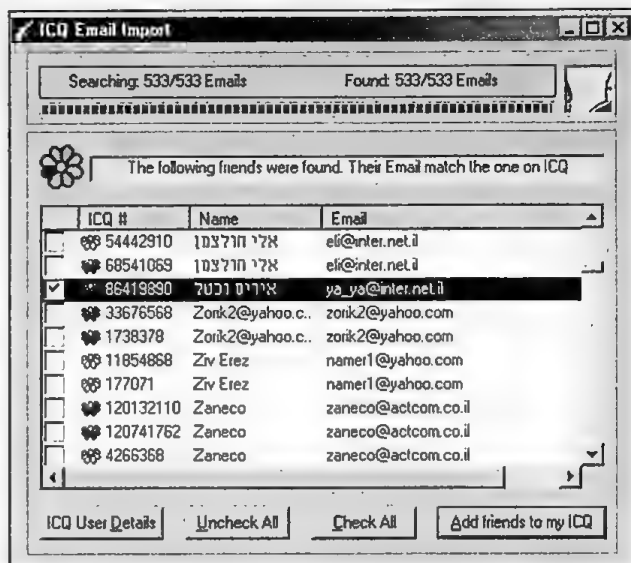 ICQ Email Import
Searching: 533/533 Emails Found: 533/533 Emails
The following friends were found. Their Email match the one on ICQ
ICQ # Name Email
54442910 אלי חולצמן eli@inter.net.il
68541069 אלי חולצמן eli@inter.net.il
86419890 איריס וכטל ya_ya@inter.net.il
33676568 Zorik2@yahoo.c.. zorik2@yahoo.com
1738378 Zorik2@yahoo.c.. zorik2@yahoo.com
11854868 Ziv Erez namer1@yahoo.com
177071 Ziv Erez namer1@yahoo.com
120132110 Zaneco zaneco@actcom.co.il
120741762 Zaneco zaneco@actcom.co.il
4266368 Zaneco zaneco@actcom.co.il
ICQ User Details Uncheck All Check All Add friends to my ICQ